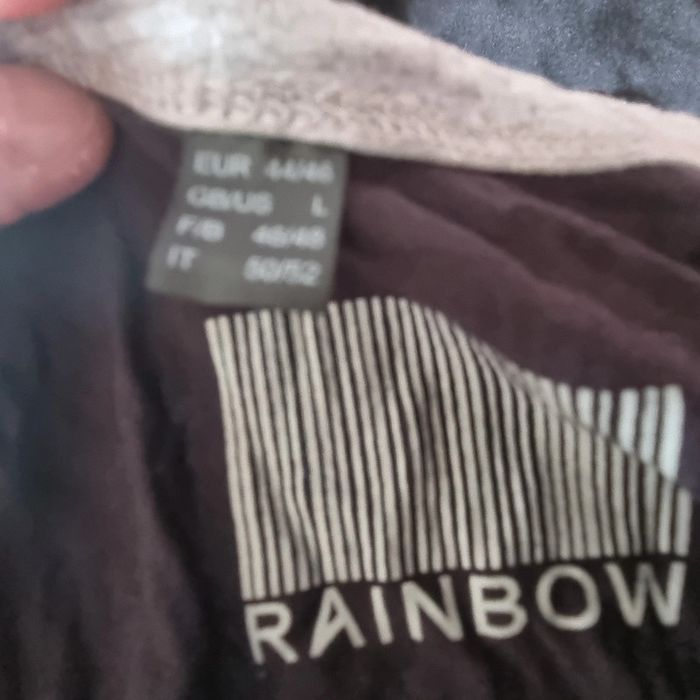 EUR 44/46
GB/US L
F/B 46/48
IT 50/52
RAINBOW